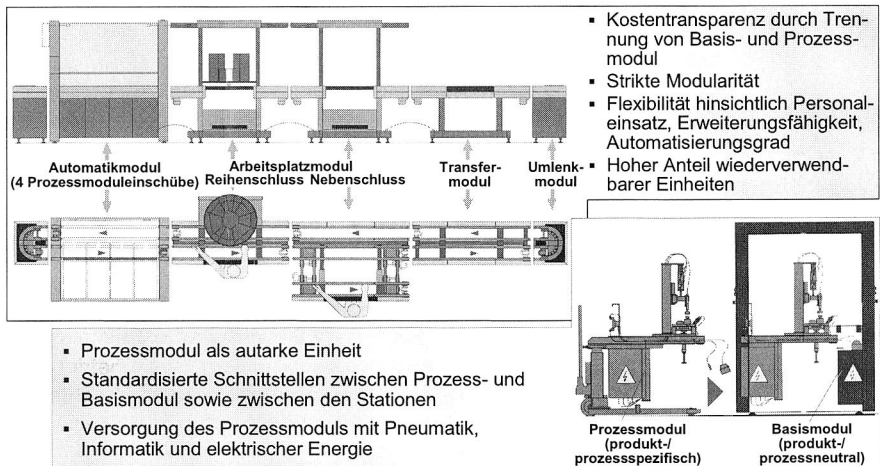 ▪ Kostentransparenz durch Tren-
nung von Basis- und Prozess-
modul
▪ Strikte Modularität
▪ Flexibilität hinsichtlich Personal-
einsatz, Erweiterungsfähigkeit,
Automatisierungsgrad
▪ Hoher Anteil wiederverwend-
barer Einheiten
Automatikmodul
(4 Prozessmoduleinschübe)
Arbeitsplatzmodul
Reihenschluss Nebenschluss
Transfer-
modul
Umlenk-
modul
▪ Prozessmodul als autarke Einheit
▪ Standardisierte Schnittstellen zwischen Prozess- und
Basismodul sowie zwischen den Stationen
▪ Versorgung des Prozessmoduls mit Pneumatik,
Informatik und elektrischer Energie
Prozessmodul
(produkt-/
prozessspezifisch)
Basismodul
(produkt-/
prozessneutral)